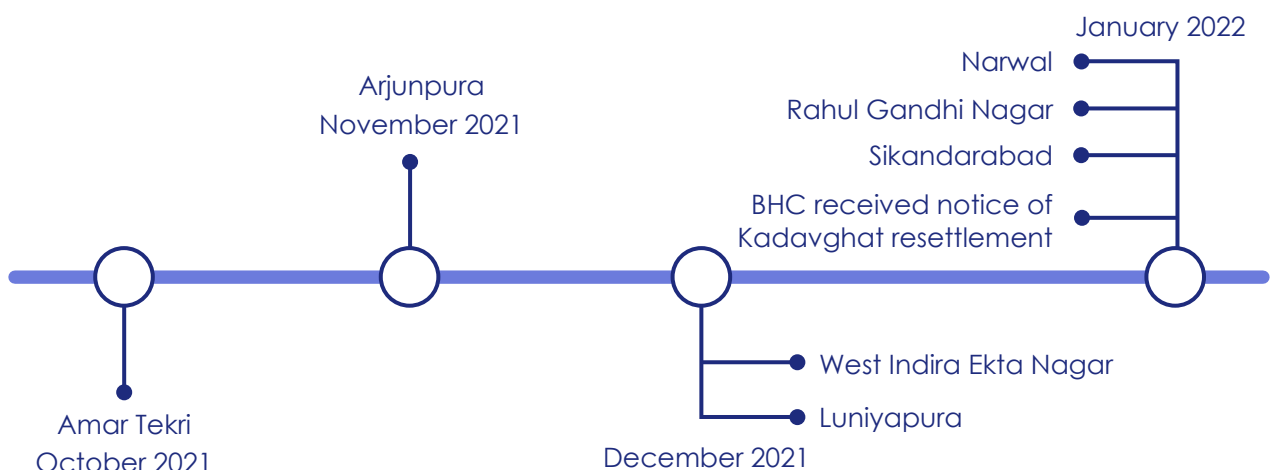 January 2022
Narwal
Rahul Gandhi Nagar
Sikandarabad
BHC received notice of
Kadavghat resettlement
Arjunpura
November 2021
West Indira Ekta Nagar
Luniyapura
December 2021
Amar Tekri
October 2021